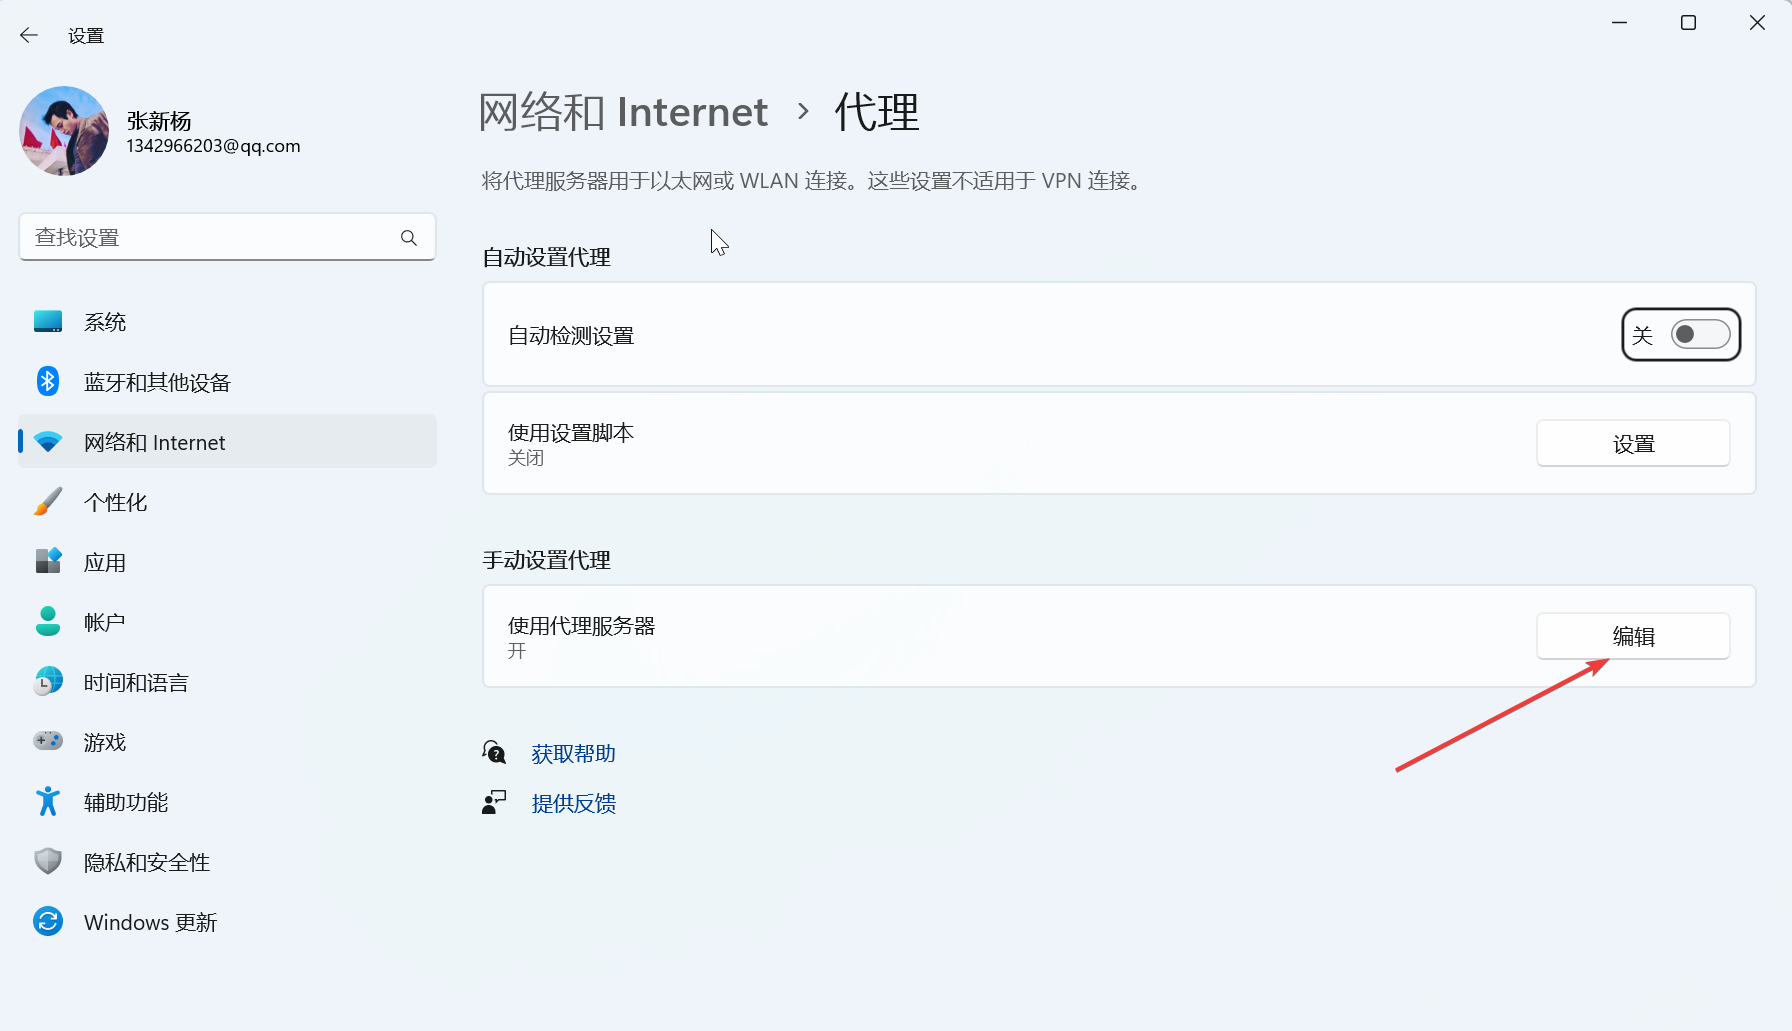 设置
张新杨
1342966203@qq.com
查找设置
系统
蓝牙和其他设备
网络和 Internet
个性化
应用
帐户
时间和语言
游戏
辅助功能
隐私和安全性
Windows 更新
网络和 Internet › 代理
将代理服务器用于以太网或 WLAN 连接。这些设置不适用于 VPN 连接。
自动设置代理
自动检测设置
关
使用设置脚本
关闭
设置
手动设置代理
使用代理服务器
开
编辑
获取帮助
提供反馈